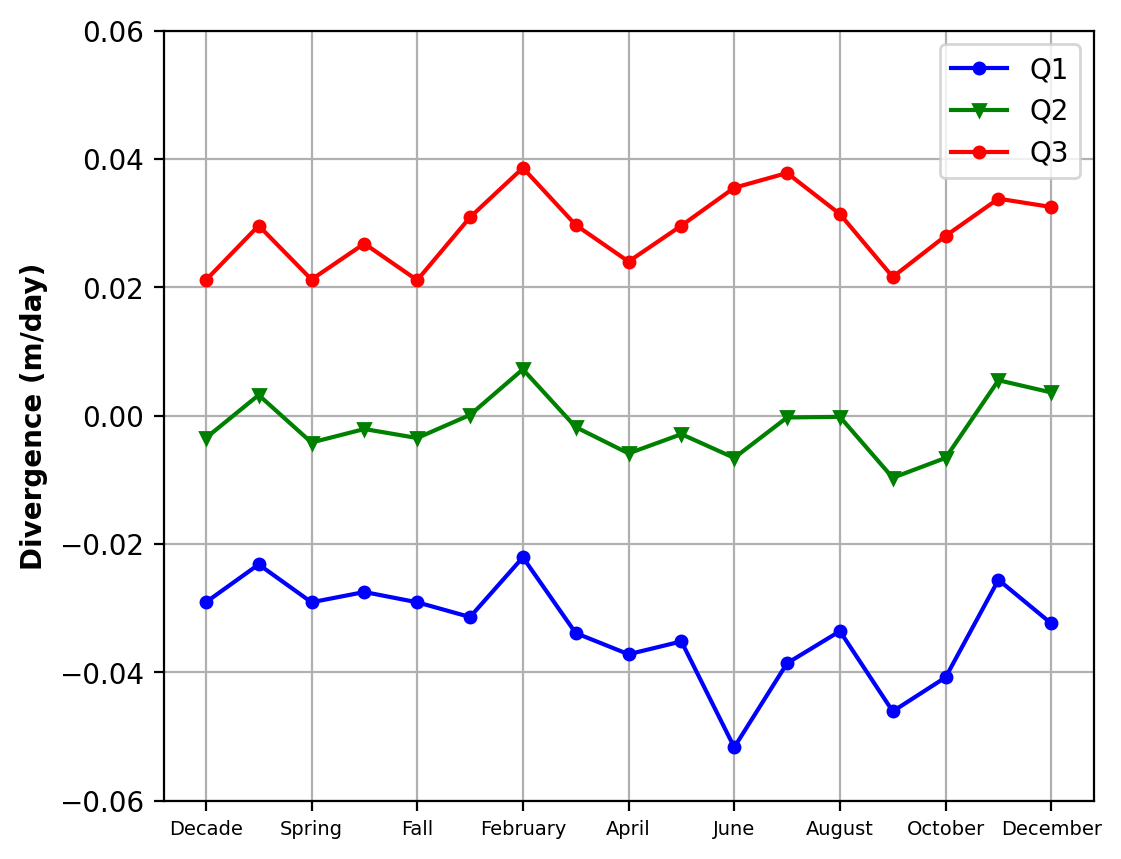 0.06
0.04
0.02
0.00
−0.02
−0.04
−0.06
Divergence (m/day)
Q1
Q2
Q3
Decade Spring Fall February April June August October December